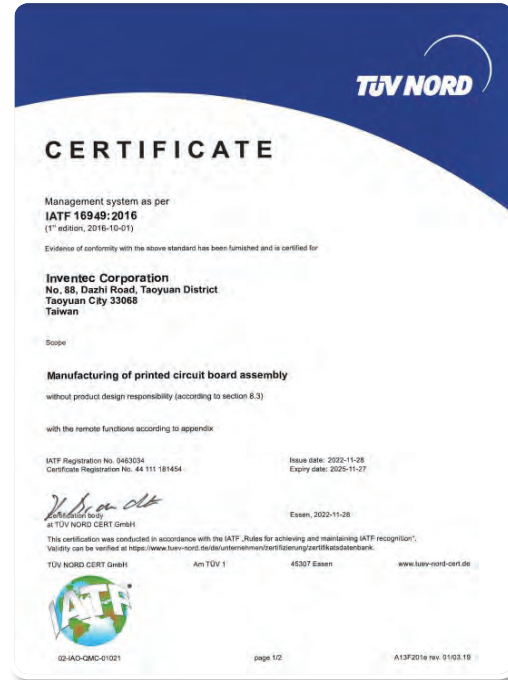 TÜV NORD
CERTIFICATE
Management system as per
IATF 16949:2016
(1st edition, 2016-10-01)
Evidence of conformity with the above standard has been furnished and is certified for
Inventec Corporation
No. 88, Dazhi Road, Taoyuan District
Taoyuan City 33068
Taiwan
Scope
Manufacturing of printed circuit board assembly
without product design responsibility (according to section 8.3)
with the remote functions according to appendix
IATF Registration No. 0463034
Issue date: 2022-11-28
Certificate Registration No. 44 111 181454
Expiry date: 2025-11-27
Certification body
at TÜV NORD CERT GmbH
Essen, 2022-11-28
This certification was conducted in accordance with the IATF „Rules for achieving and maintaining IATF recognition".
Validity can be verified at https://www.tuev-nord.de/de/unternehmen/zertifizierung/zertifikatsdatenbank.
TÜV NORD CERT GmbH Am TÜV 1 45307 Essen www.tuev-nord-cert.de
IATF
02-IAO-QMC-01021 page 1/2 A13F201e rev. 01/03.19